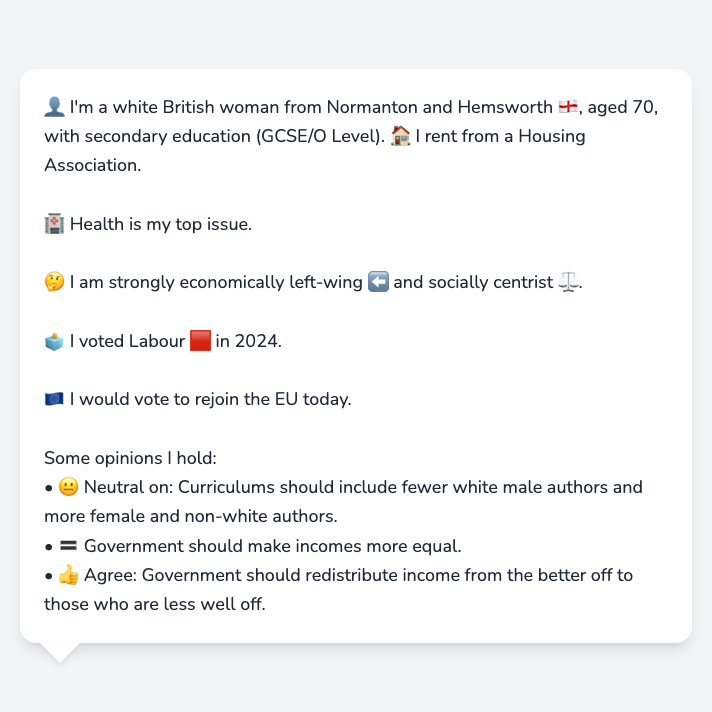 👤 I'm a white British woman from Normanton and Hemsworth 🏴󠁧󠁢󠁥󠁮󠁧󠁿, aged 70,
with secondary education (GCSE/O Level). 🏠 I rent from a Housing
Association.
🏥 Health is my top issue.
🤔 I am strongly economically left-wing ⬅️ and socially centrist ⚖️.
🗳️ I voted Labour 🟥 in 2024.
🇪🇺 I would vote to rejoin the EU today.
Some opinions I hold:
• 😐 Neutral on: Curriculums should include fewer white male authors and
more female and non-white authors.
• 🟰 Government should make incomes more equal.
• 👍 Agree: Government should redistribute income from the better off to
those who are less well off.